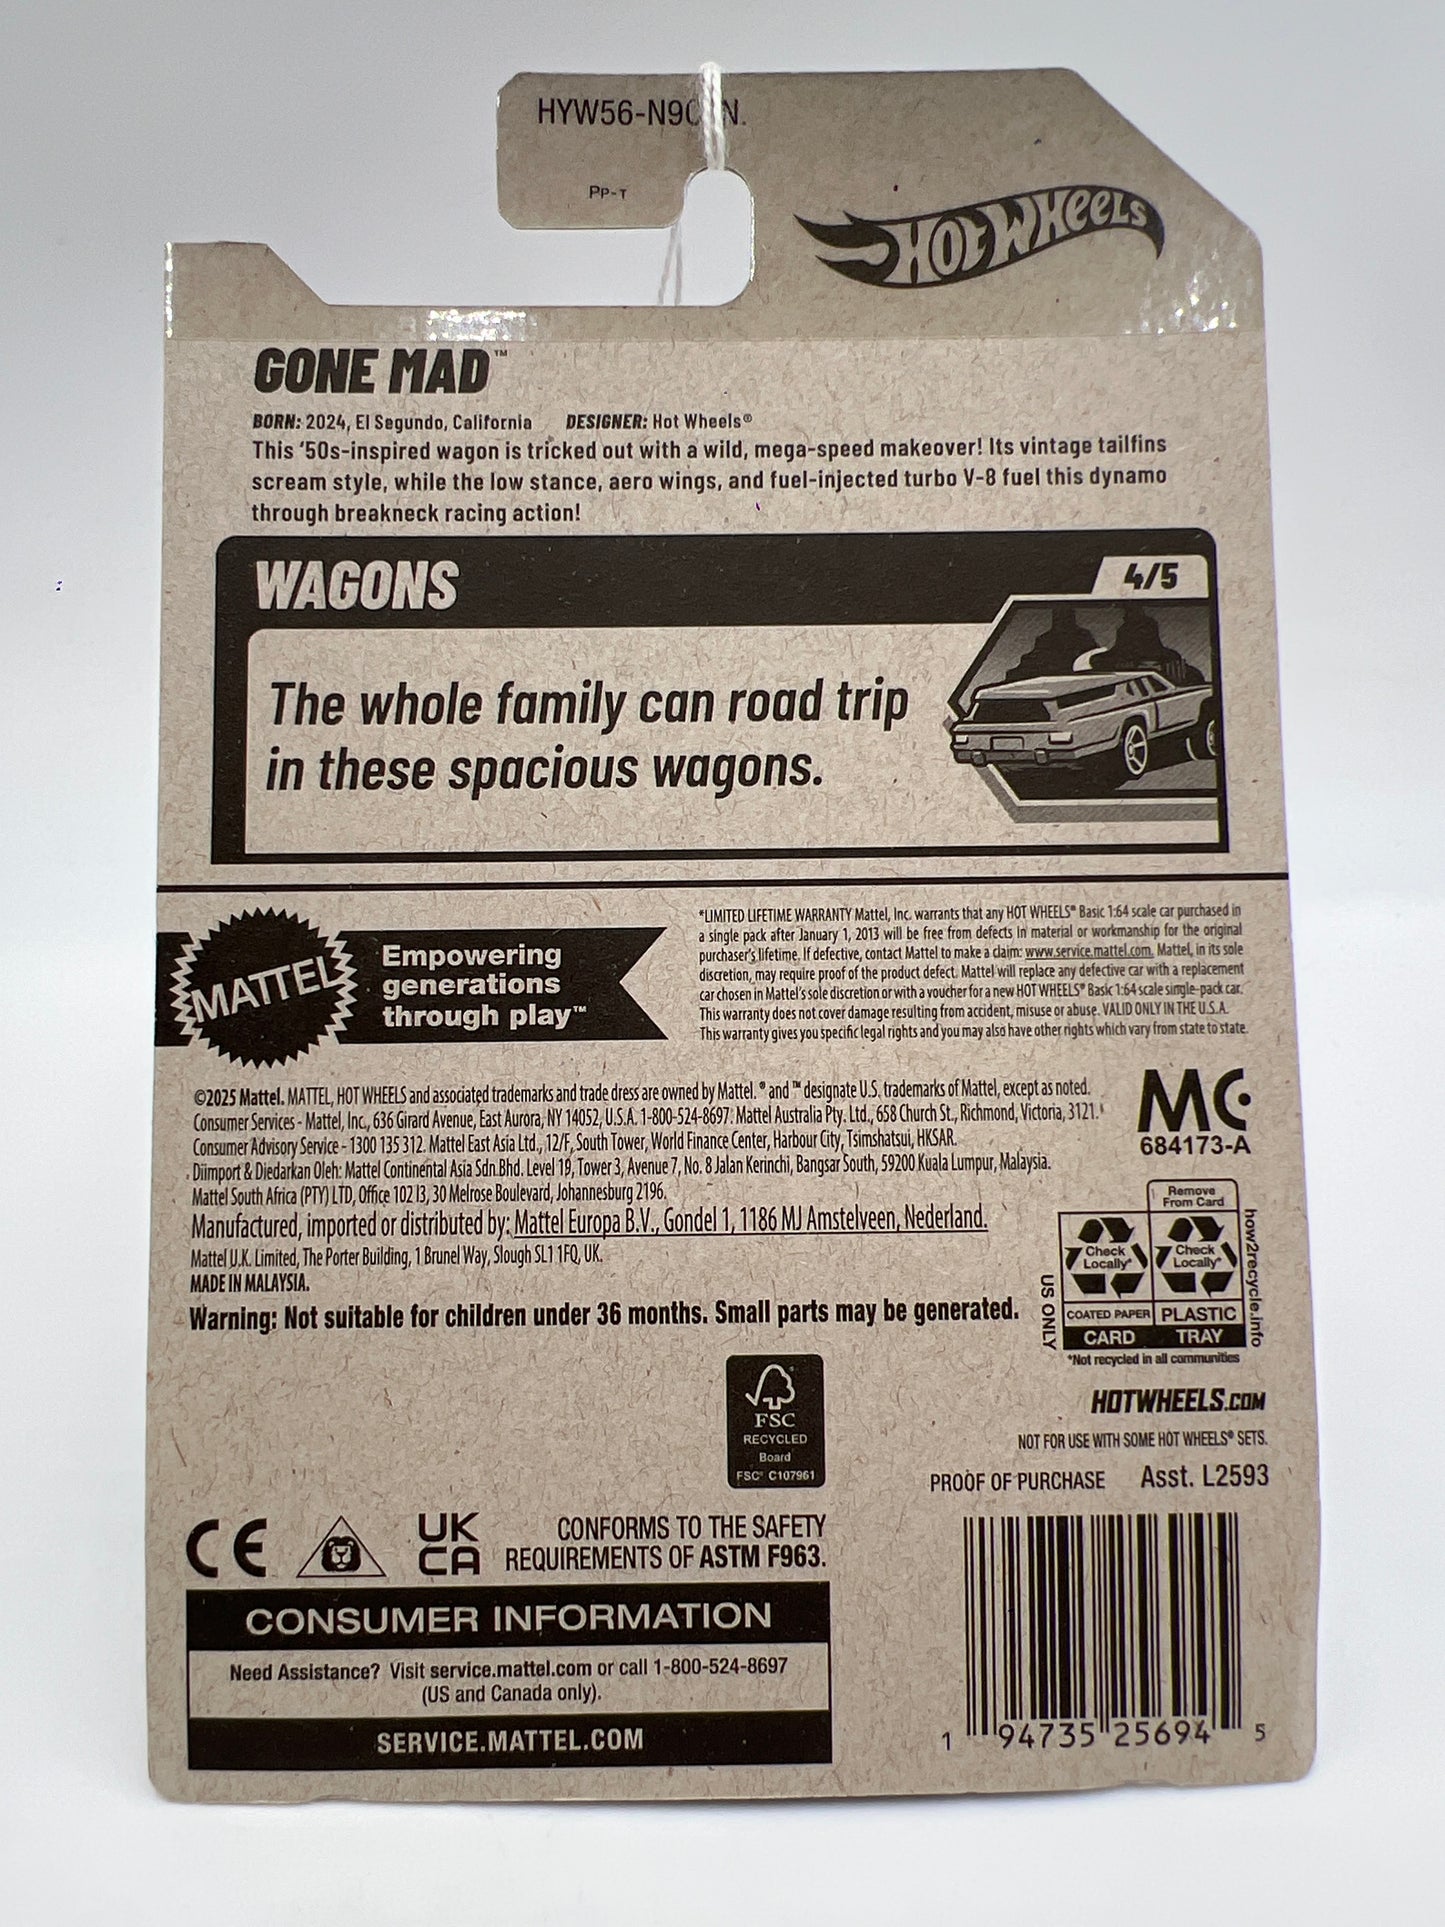 HYW56-N9
N.
PP-T
HOT WHEELS
GONE MAD™
BORN: 2024, El Segundo, California DESIGNER: Hot Wheels®
This '50s-inspired wagon is tricked out with a wild, mega-speed makeover! Its vintage tailfins
scream style, while the low stance, aero wings, and fuel-injected turbo V-8 fuel this dynamo
through breakneck racing action!
WAGONS
4/5
The whole family can road trip
in these spacious wagons.
MATTEL
Empowering
generations
through play™
*LIMITED LIFETIME WARRANTY Mattel, Inc. warrants that any HOT WHEELS® Basic 1:64 scale car purchased in
a single pack after January 1, 2013 will be free from defects in material or workmanship for the original
purchaser's lifetime. If defective, contact Mattel to make a claim: www.service.mattel.com. Mattel, in its sole
discretion, may require proof of the product defect. Mattel will replace any defective car with a replacement
car chosen in Mattel's sole discretion or with a voucher for a new HOT WHEELS® Basic 1:64 scale single-pack car.
This warranty does not cover damage resulting from accident, misuse or abuse. VALID ONLY IN THE U.S.A.
This warranty gives you specific legal rights and you may also have other rights which vary from state to state.
©2025 Mattel. MATTEL, HOT WHEELS and associated trademarks and trade dress are owned by Mattel. ® and ™ designate U.S. trademarks of Mattel, except as noted.
Consumer Services - Mattel, Inc., 636 Girard Avenue, East Aurora, NY 14052, U.S.A. 1-800-524-8697. Mattel Australia Pty. Ltd., 658 Church St., Richmond, Victoria, 3121.
Consumer Advisory Service - 1300 135 312. Mattel East Asia Ltd., 12/F, South Tower, World Finance Center, Harbour City, Tsimshatsui, HKSAR.
Diimport & Diedarkan Oleh: Mattel Continental Asia Sdn.Bhd. Level 19, Tower 3, Avenue 7, No. 8 Jalan Kerinchi, Bangsar South, 59200 Kuala Lumpur, Malaysia.
Mattel South Africa (PTY) LTD, Office 102 I3, 30 Melrose Boulevard, Johannesburg 2196.
Manufactured, imported or distributed by: Mattel Europa B.V., Gondel 1, 1186 MJ Amstelveen, Nederland.
Mattel U.K. Limited, The Porter Building, 1 Brunel Way, Slough SL1 1FQ, UK.
MADE IN MALAYSIA.
Warning: Not suitable for children under 36 months. Small parts may be generated.
MC
684173-A
Remove
From Card
Check
Locally*
Check
Locally*
COATED PAPER
PLASTIC
CARD
TRAY
US ONLY
how2recycle.info
*Not recycled in all communities
FSC
RECYCLED
Board
FSC® C107961
HOTWHEELS.COM
NOT FOR USE WITH SOME HOT WHEELS® SETS.
PROOF OF PURCHASE Asst. L2593
CE
UK
CA
CONFORMS TO THE SAFETY
REQUIREMENTS OF ASTM F963.
CONSUMER INFORMATION
Need Assistance? Visit service.mattel.com or call 1-800-524-8697
(US and Canada only).
SERVICE.MATTEL.COM
1 94735 25694 5